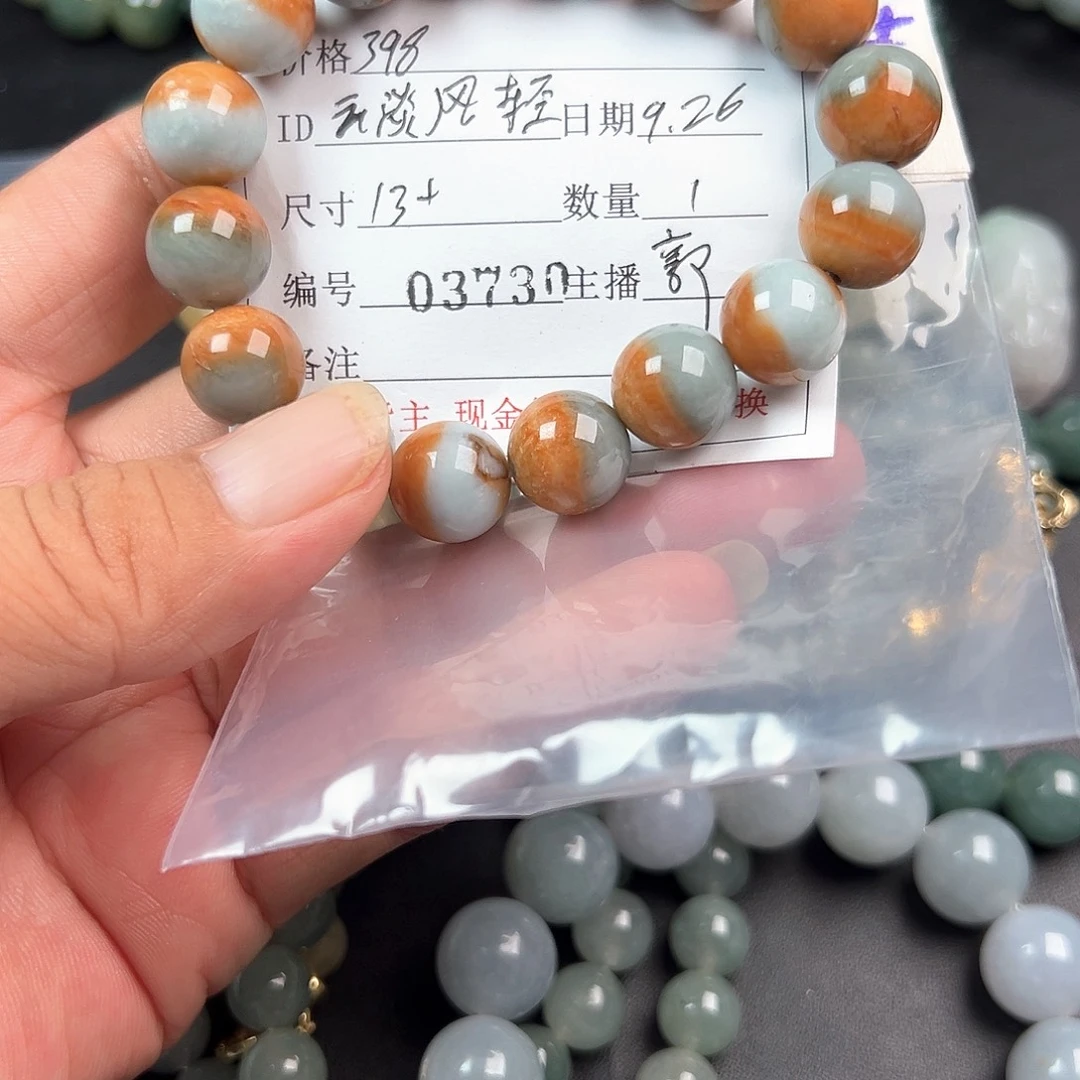 价格 398
ID 云淡风轻 日期 9.26
尺寸 13+ 数量 1
编号 03730 主播 郭
备注
主 现金 换